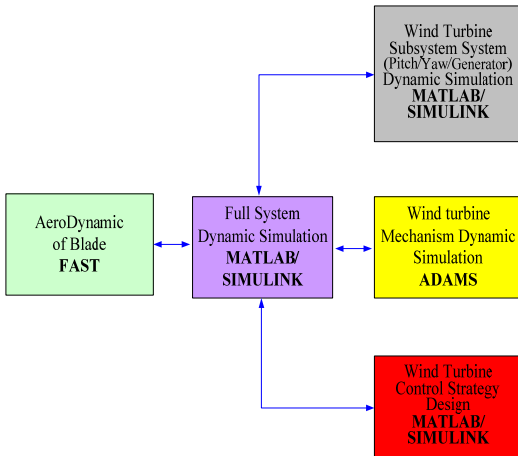 Wind Turbine
Subsystem System
(Pitch/Yaw/Generator)
Dynamic Simulation
MATLAB/
SIMULINK
AeroDynamic
of Blade
FAST
Full System
Dynamic Simulation
MATLAB/
SIMULINK
Wind turbine
Mechanism Dynamic
Simulation
ADAMS
Wind Turbine
Control Strategy
Design
MATLAB/
SIMULINK